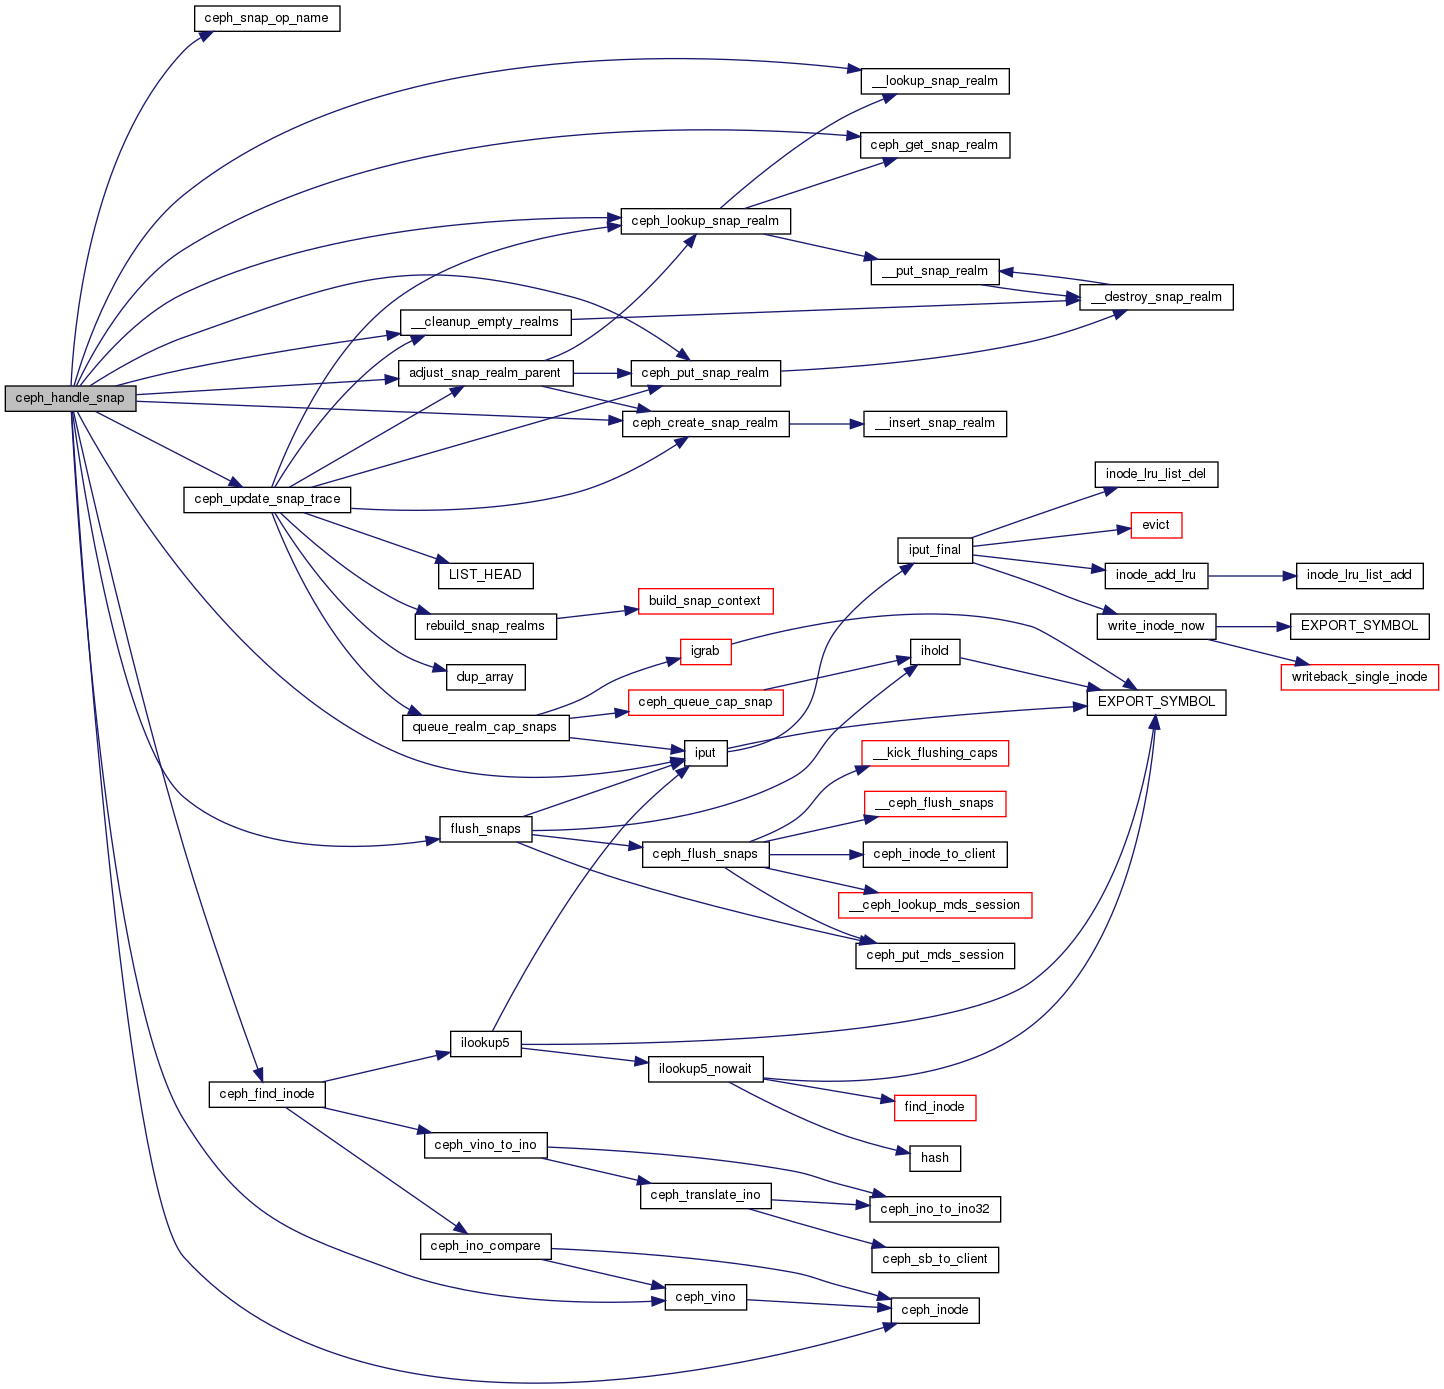 ceph_snap_op_name
__lookup_snap_realm
ceph_get_snap_realm
ceph_lookup_snap_realm
__put_snap_realm
__destroy_snap_realm
__cleanup_empty_realms
adjust_snap_realm_parent
ceph_put_snap_realm
ceph_handle_snap
ceph_create_snap_realm
__insert_snap_realm
inode_lru_list_del
ceph_update_snap_trace
evict
iput_final
LIST_HEAD
inode_add_lru
inode_lru_list_add
build_snap_context
rebuild_snap_realms
write_inode_now
EXPORT_SYMBOL
igrab
ihold
dup_array
writeback_single_inode
ceph_queue_cap_snap
EXPORT_SYMBOL
queue_realm_cap_snaps
iput
__kick_flushing_caps
__ceph_flush_snaps
flush_snaps
ceph_flush_snaps
ceph_inode_to_client
__ceph_lookup_mds_session
ceph_put_mds_session
ilookup5
ilookup5_nowait
ceph_find_inode
find_inode
ceph_vino_to_ino
hash
ceph_translate_ino
ceph_ino_to_ino32
ceph_ino_compare
ceph_sb_to_client
ceph_vino
ceph_inode